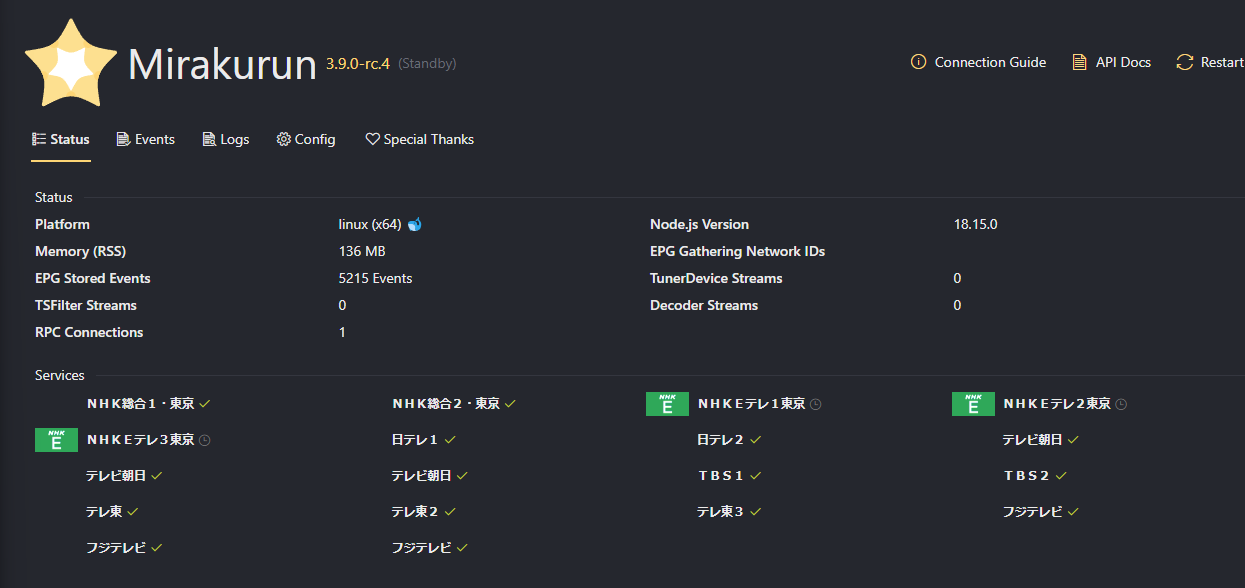 Mirakurun 3.9.0-rc.4 (Standby)
Connection Guide API Docs Restart
Status Events Logs Config Special Thanks
Status
Platform linux (x64) Node.js Version 18.15.0
Memory (RSS) 136 MB EPG Gathering Network IDs
EPG Stored Events 5215 Events TunerDevice Streams 0
TSFilter Streams 0 Decoder Streams 0
RPC Connections 1
Services
NHK総合1・東京 NHK総合2・東京 NHK E NHKEテレ1東京 NHK E NHKEテレ2東京
NHK E NHKEテレ3東京 日テレ1 日テレ2 テレビ朝日
テレビ朝日 テレビ朝日 TBS1 TBS2
テレ東 テレ東2 テレ東3 フジテレビ
フジテレビ フジテレビ